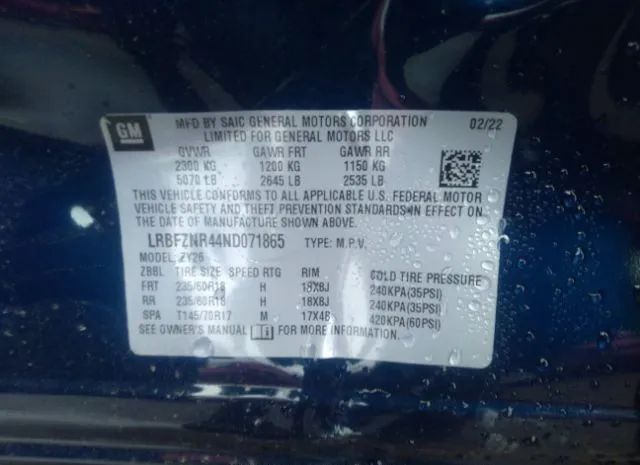 GM
MFD BY SAIC GENERAL MOTORS CORPORATION 02/22
LIMITED FOR GENERAL MOTORS LLC
GVWR GAWR FRT GAWR RR
2300 KG 1200 KG 1150 KG
5070 LB 2645 LB 2535 LB
THIS VEHICLE CONFORMS TO ALL APPLICABLE U.S. FEDERAL MOTOR
VEHICLE SAFETY AND THEFT PREVENTION STANDARDS IN EFFECT ON
THE DATE OF MANUFACTURE SHOWN ABOVE.
LRBFZNR44ND071865 TYPE: M.P.V.
MODEL: ZY26
ZBBL TIRE SIZE SPEED RTG RIM COLD TIRE PRESSURE
FRT 235/60R18 H 18X8J 240KPA(35PSI)
RR 235/60R18 H 18X8J 240KPA(35PSI)
SPA T145/70R17 M 17X4B 420KPA(60PSI)
SEE OWNER'S MANUAL FOR MORE INFORMATION.